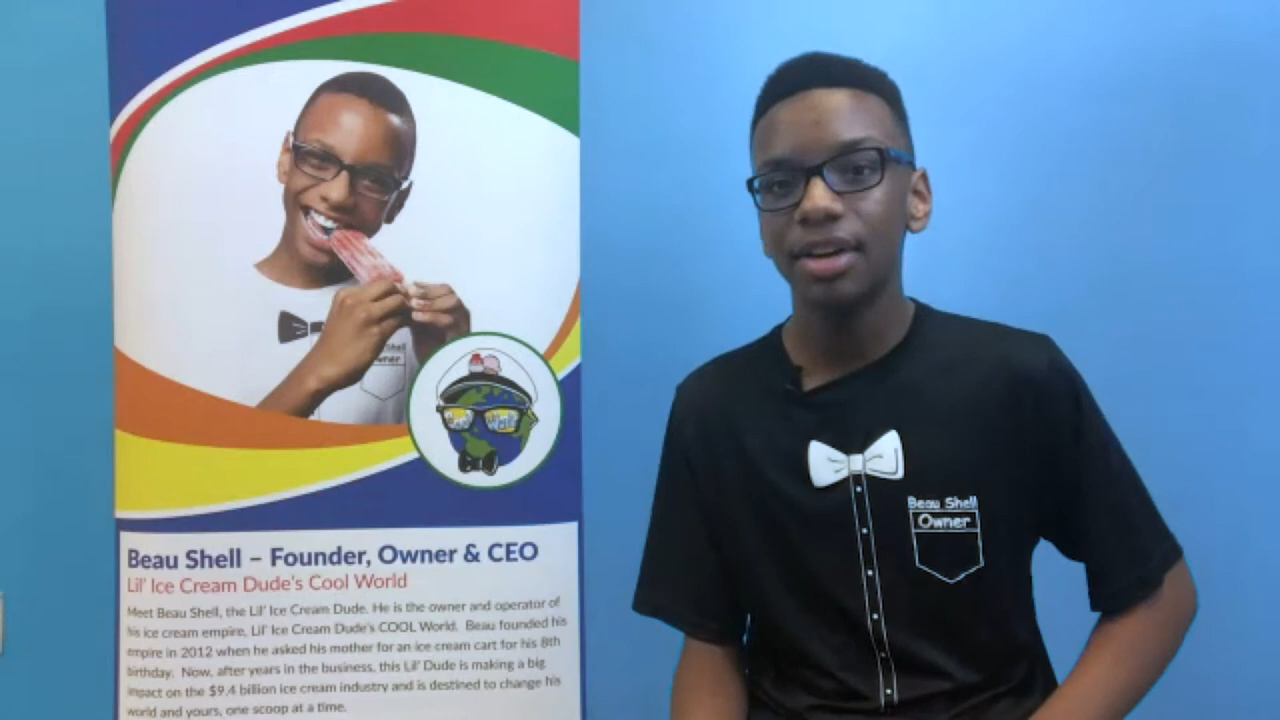 Beau Shell – Founder, Owner & CEO
Lil' Ice Cream Dude's Cool World
Meet Beau Shell, the Lil' Ice Cream Dude. He is the owner and operator of
his ice cream empire, Lil' Ice Cream Dude's COOL World. Beau founded his
empire in 2012 when he asked his mother for an ice cream cart for his 8th
birthday. Now, after years in the business, this Lil' Dude is making a big
impact on the $9.4 billion ice cream industry and is destined to change his
world and yours, one scoop at a time.
Beau Shell
Owner